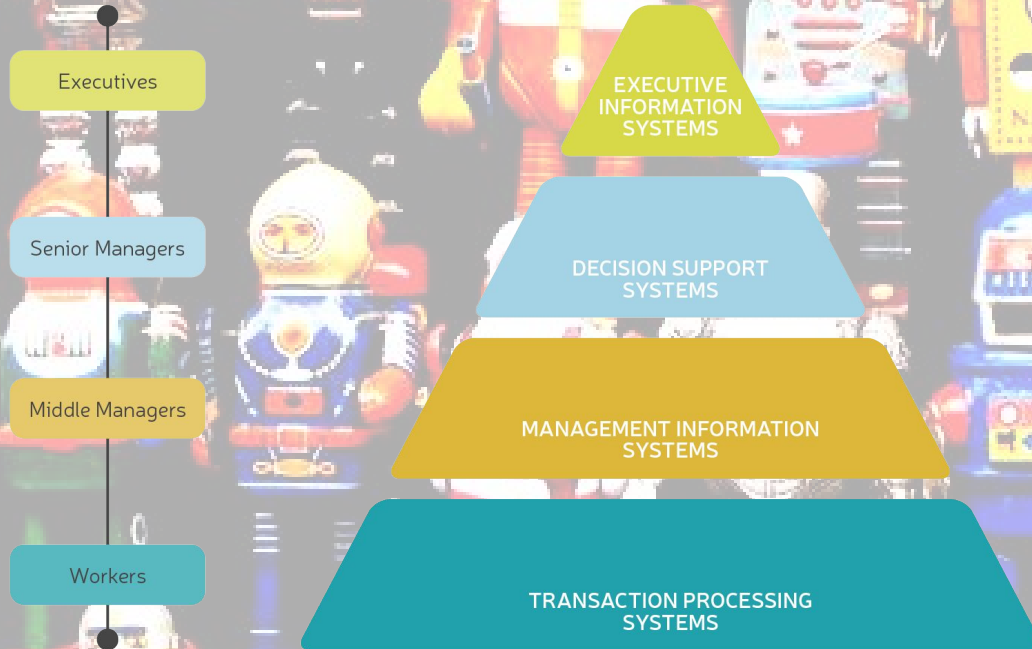 Executives
EXECUTIVE
INFORMATION
SYSTEMS
Senior Managers
DECISION SUPPORT
SYSTEMS
Middle Managers
MANAGEMENT INFORMATION
SYSTEMS
Workers
TRANSACTION PROCESSING
SYSTEMS